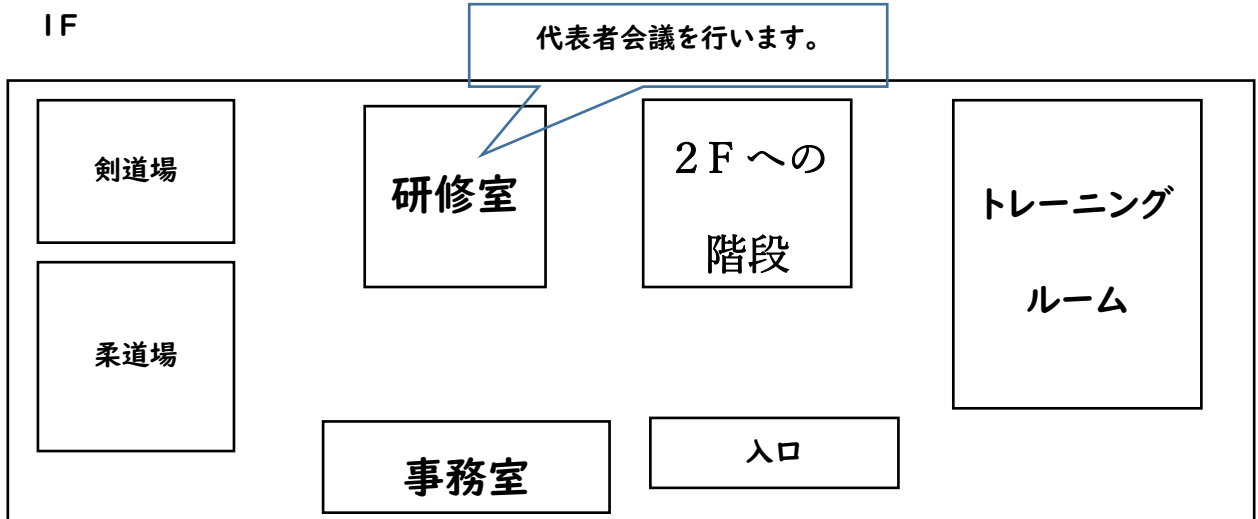 1F
代表者会議を行います。
剣道場
研修室
2Fへの
階段
トレーニング
ルーム
柔道場
事務室
入口